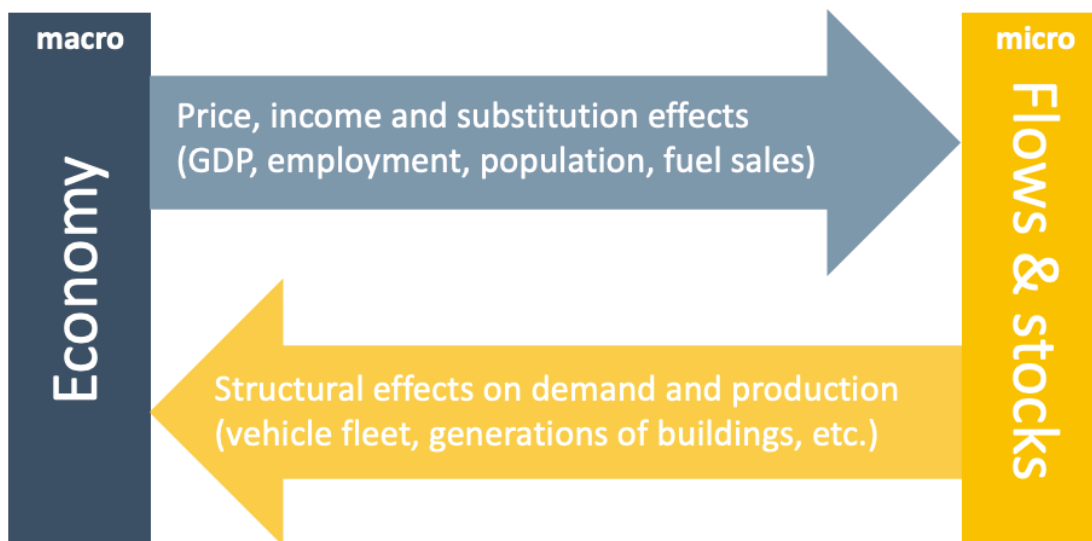 macro
Economy
Price, income and substitution effects
(GDP, employment, population, fuel sales)
Structural effects on demand and production
(vehicle fleet, generations of buildings, etc.)
micro
Flows & stocks